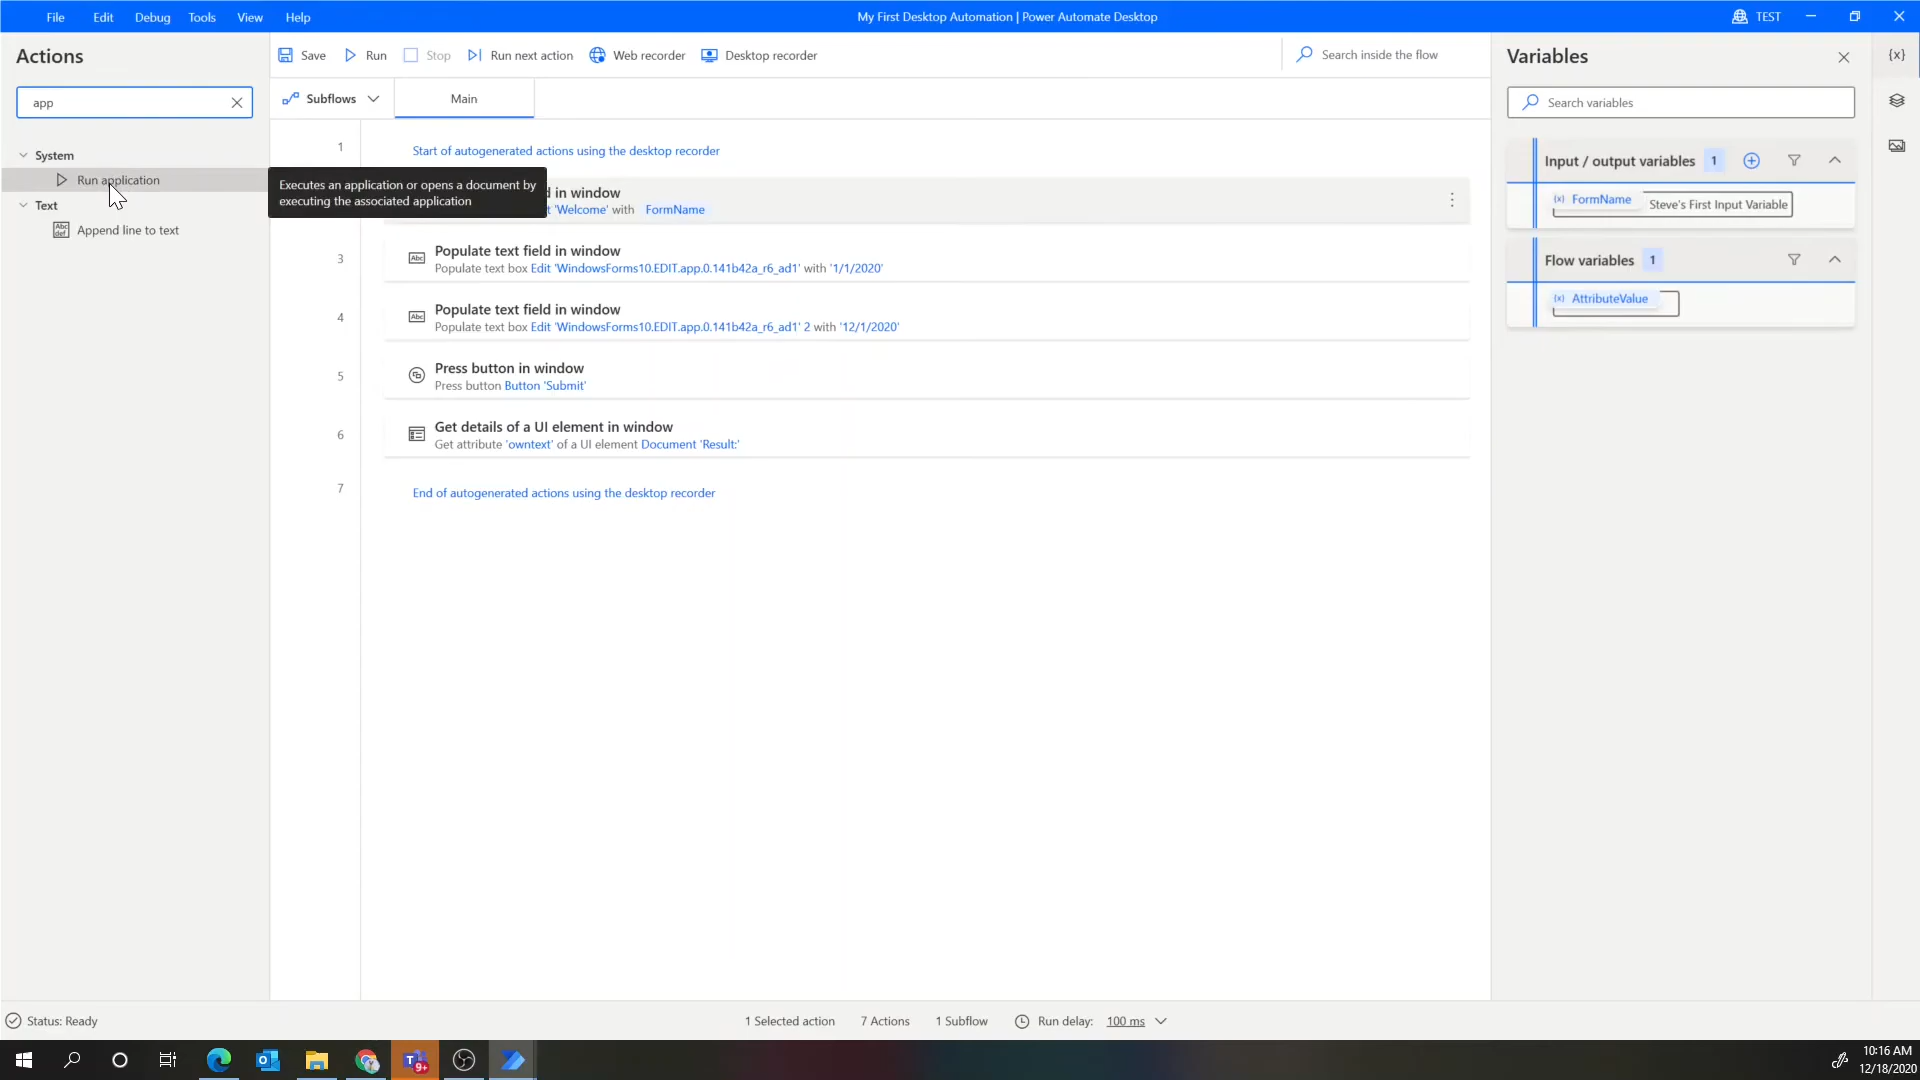 File Edit Debug Tools View Help
My First Desktop Automation | Power Automate Desktop
TEST
Actions
app
System
Run application
Text
Append line to text
Executes an application or opens a document by
executing the associated application
Save Run Stop Run next action Web recorder Desktop recorder
Search inside the flow
Subflows Main
1 Start of autogenerated actions using the desktop recorder
d in window
t 'Welcome' with FormName
3 Populate text field in window
Populate text box Edit 'WindowsForms10.EDIT.app.0.141b42a_r6_ad1' with '1/1/2020'
4 Populate text field in window
Populate text box Edit 'WindowsForms10.EDIT.app.0.141b42a_r6_ad1' 2 with '12/1/2020'
5 Press button in window
Press button Button 'Submit'
6 Get details of a UI element in window
Get attribute 'owntext' of a UI element Document 'Result:'
7 End of autogenerated actions using the desktop recorder
Variables
{x}
Search variables
Input / output variables 1
(x) FormName Steve's First Input Variable
Flow variables 1
(x) AttributeValue
Status: Ready
1 Selected action 7 Actions 1 Subflow Run delay: 100 ms
9+
10:16 AM
12/18/2020